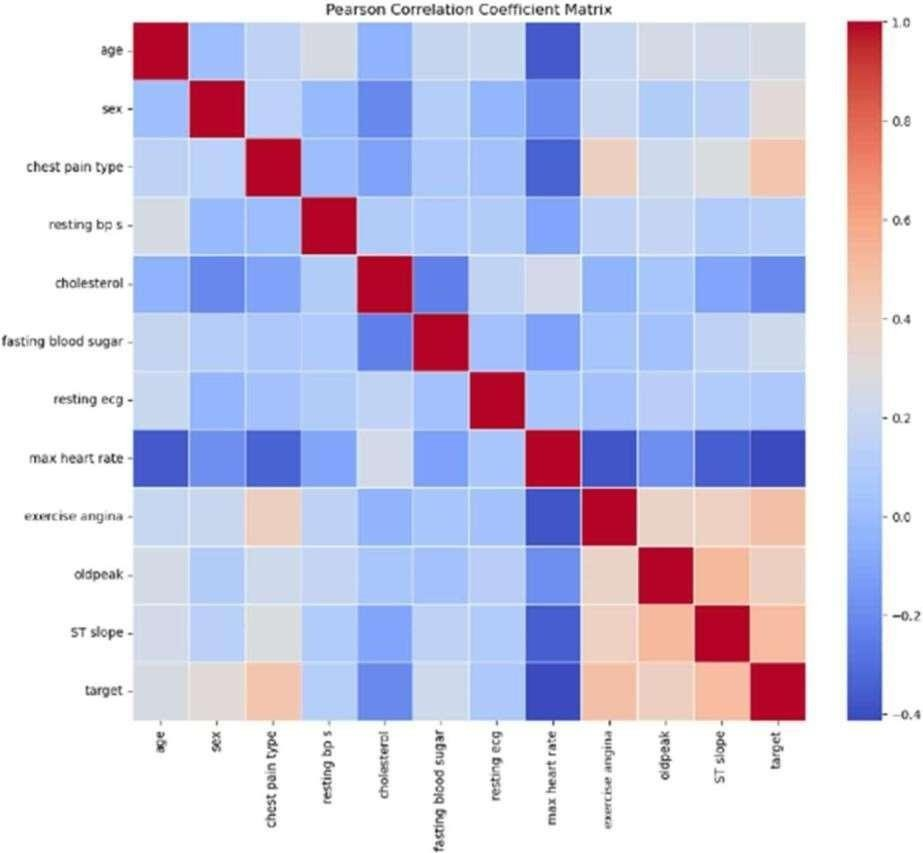 Pearson Correlation Coefficient Matrix
age
sex
chest pain type
resting bp s
cholesterol
fasting blood sugar
resting ecg
max heart rate
exercise angina
oldpeak
ST slope
target
age
sex
chest pain type
resting bp s
cholesterol
fasting blood sugar
resting ecg
max heart rate
exercise angina
oldpeak
ST slope
target
1.0
0.8
0.6
0.4
0.2
0.0
−0.2
−0.4